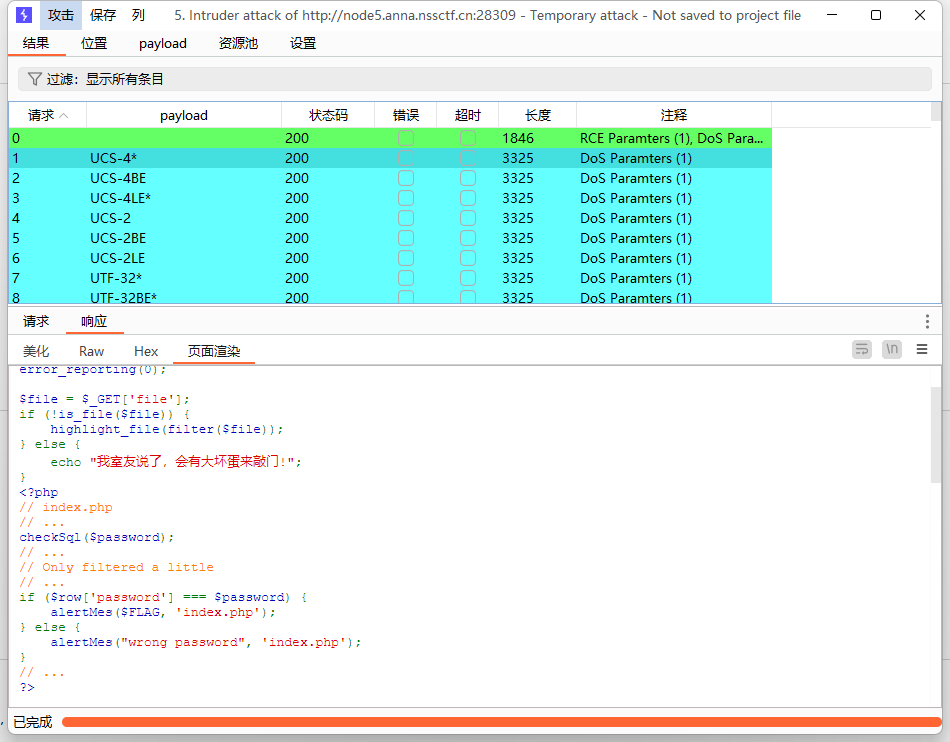 攻击 保存 列 5. Intruder attack of http://node5.anna.nssctf.cn:28309 - Temporary attack - Not saved to project file
结果 位置 payload 资源池 设置
过滤：显示所有条目
请求 payload 状态码 错误 超时 长度 注释
0 200 1846 RCE Paramters (1), DoS Para...
1 UCS-4* 200 3325 DoS Paramters (1)
2 UCS-4BE 200 3325 DoS Paramters (1)
3 UCS-4LE* 200 3325 DoS Paramters (1)
4 UCS-2 200 3325 DoS Paramters (1)
5 UCS-2BE 200 3325 DoS Paramters (1)
6 UCS-2LE 200 3325 DoS Paramters (1)
7 UTF-32* 200 3325 DoS Paramters (1)
8 UTF-32BE* 200 3325 DoS Paramters (1)
请求 响应
美化 Raw Hex 页面渲染
\n
error_reporting(0);
$file = $_GET['file'];
if (!is_file($file)) {
    highlight_file(filter($file));
} else {
    echo "我室友说了，会有大坏蛋来敲门!";
}
<?php
// index.php
// ...
checkSql($password);
// ...
// Only filtered a little
// ...
if ($row['password'] === $password) {
    alertMes($FLAG, 'index.php');
} else {
    alertMes("wrong password", 'index.php');
}
// ...
?>
已完成